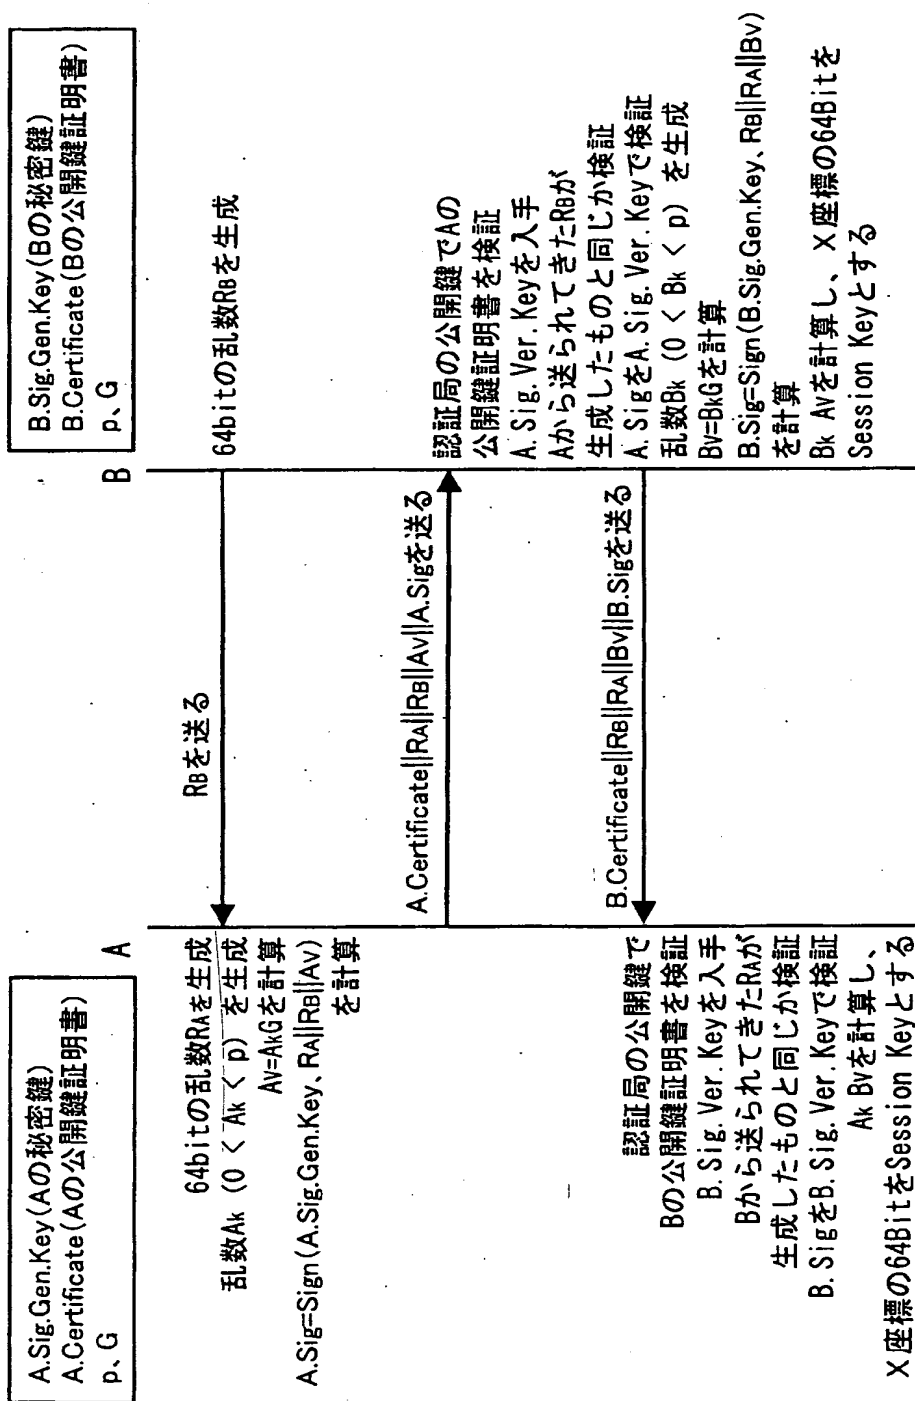 A.Sig.Gen.Key(Aの秘密鍵)
A.Certificate(Aの公開鍵証明書)
p、G
B.Sig.Gen.Key(Bの秘密鍵)
B.Certificate(Bの公開鍵証明書)
p、G
A
B
64bitの乱数RBを生成
RBを送る
64bitの乱数RAを生成
乱数Ak (0 < Ak < p) を生成
AV=AkGを計算
A.Sig=Sign(A.Sig.Gen.Key、RA||RB||AV)
を計算
A.Certificate||RA||RB||AV||A.Sigを送る
認証局の公開鍵でAの
公開鍵証明書を検証
A.Sig.Ver.Keyを入手
Aから送られてきたRBが
生成したものと同じか検証
A.SigをA.Sig.Ver.Keyで検証
乱数Bk (0 < Bk < p) を生成
BV=BkGを計算
B.Sig=Sign(B.Sig.Gen.Key、RB||RA||BV)
を計算
Bk AVを計算し、X座標の64Bitを
Session Keyとする
B.Certificate||RB||RA||BV||B.Sigを送る
認証局の公開鍵で
Bの公開鍵証明書を検証
B.Sig.Ver.Keyを入手
Bから送られてきたRAが
生成したものと同じか検証
B.SigをB.Sig.Ver.Keyで検証
Ak BVを計算し、
X座標の64BitをSession Keyとする